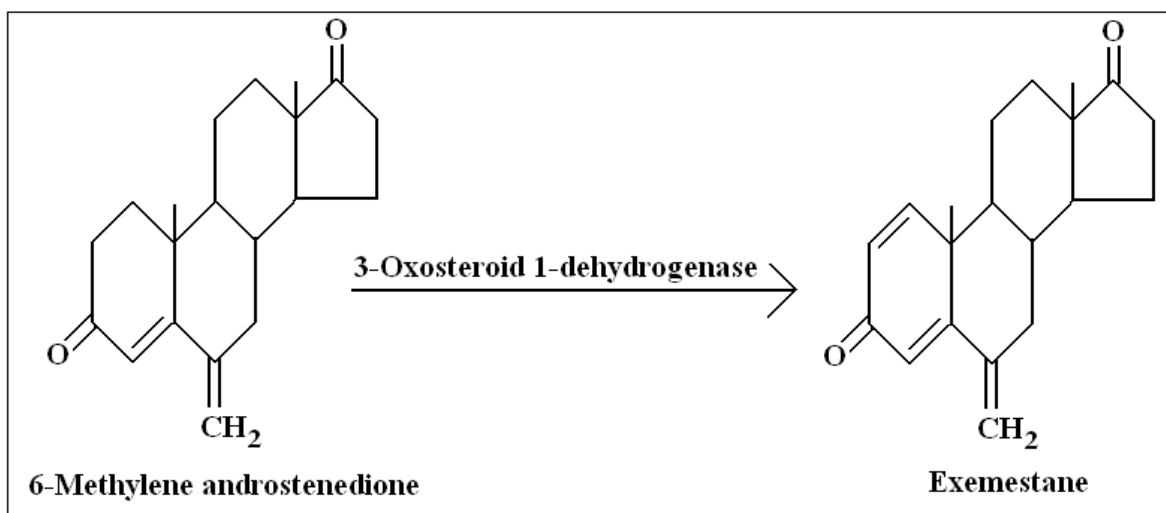 O
O
3-Oxosteroid 1-dehydrogenase
O
O
CH2
CH2
6-Methylene androstenedione
Exemestane